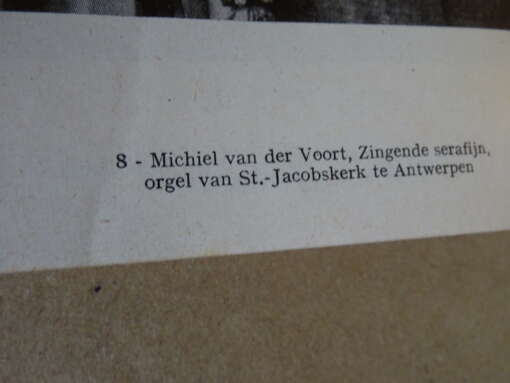 8 - Michiel van der Voort, Zingende serafijn,
orgel van St.-Jacobskerk te Antwerpen